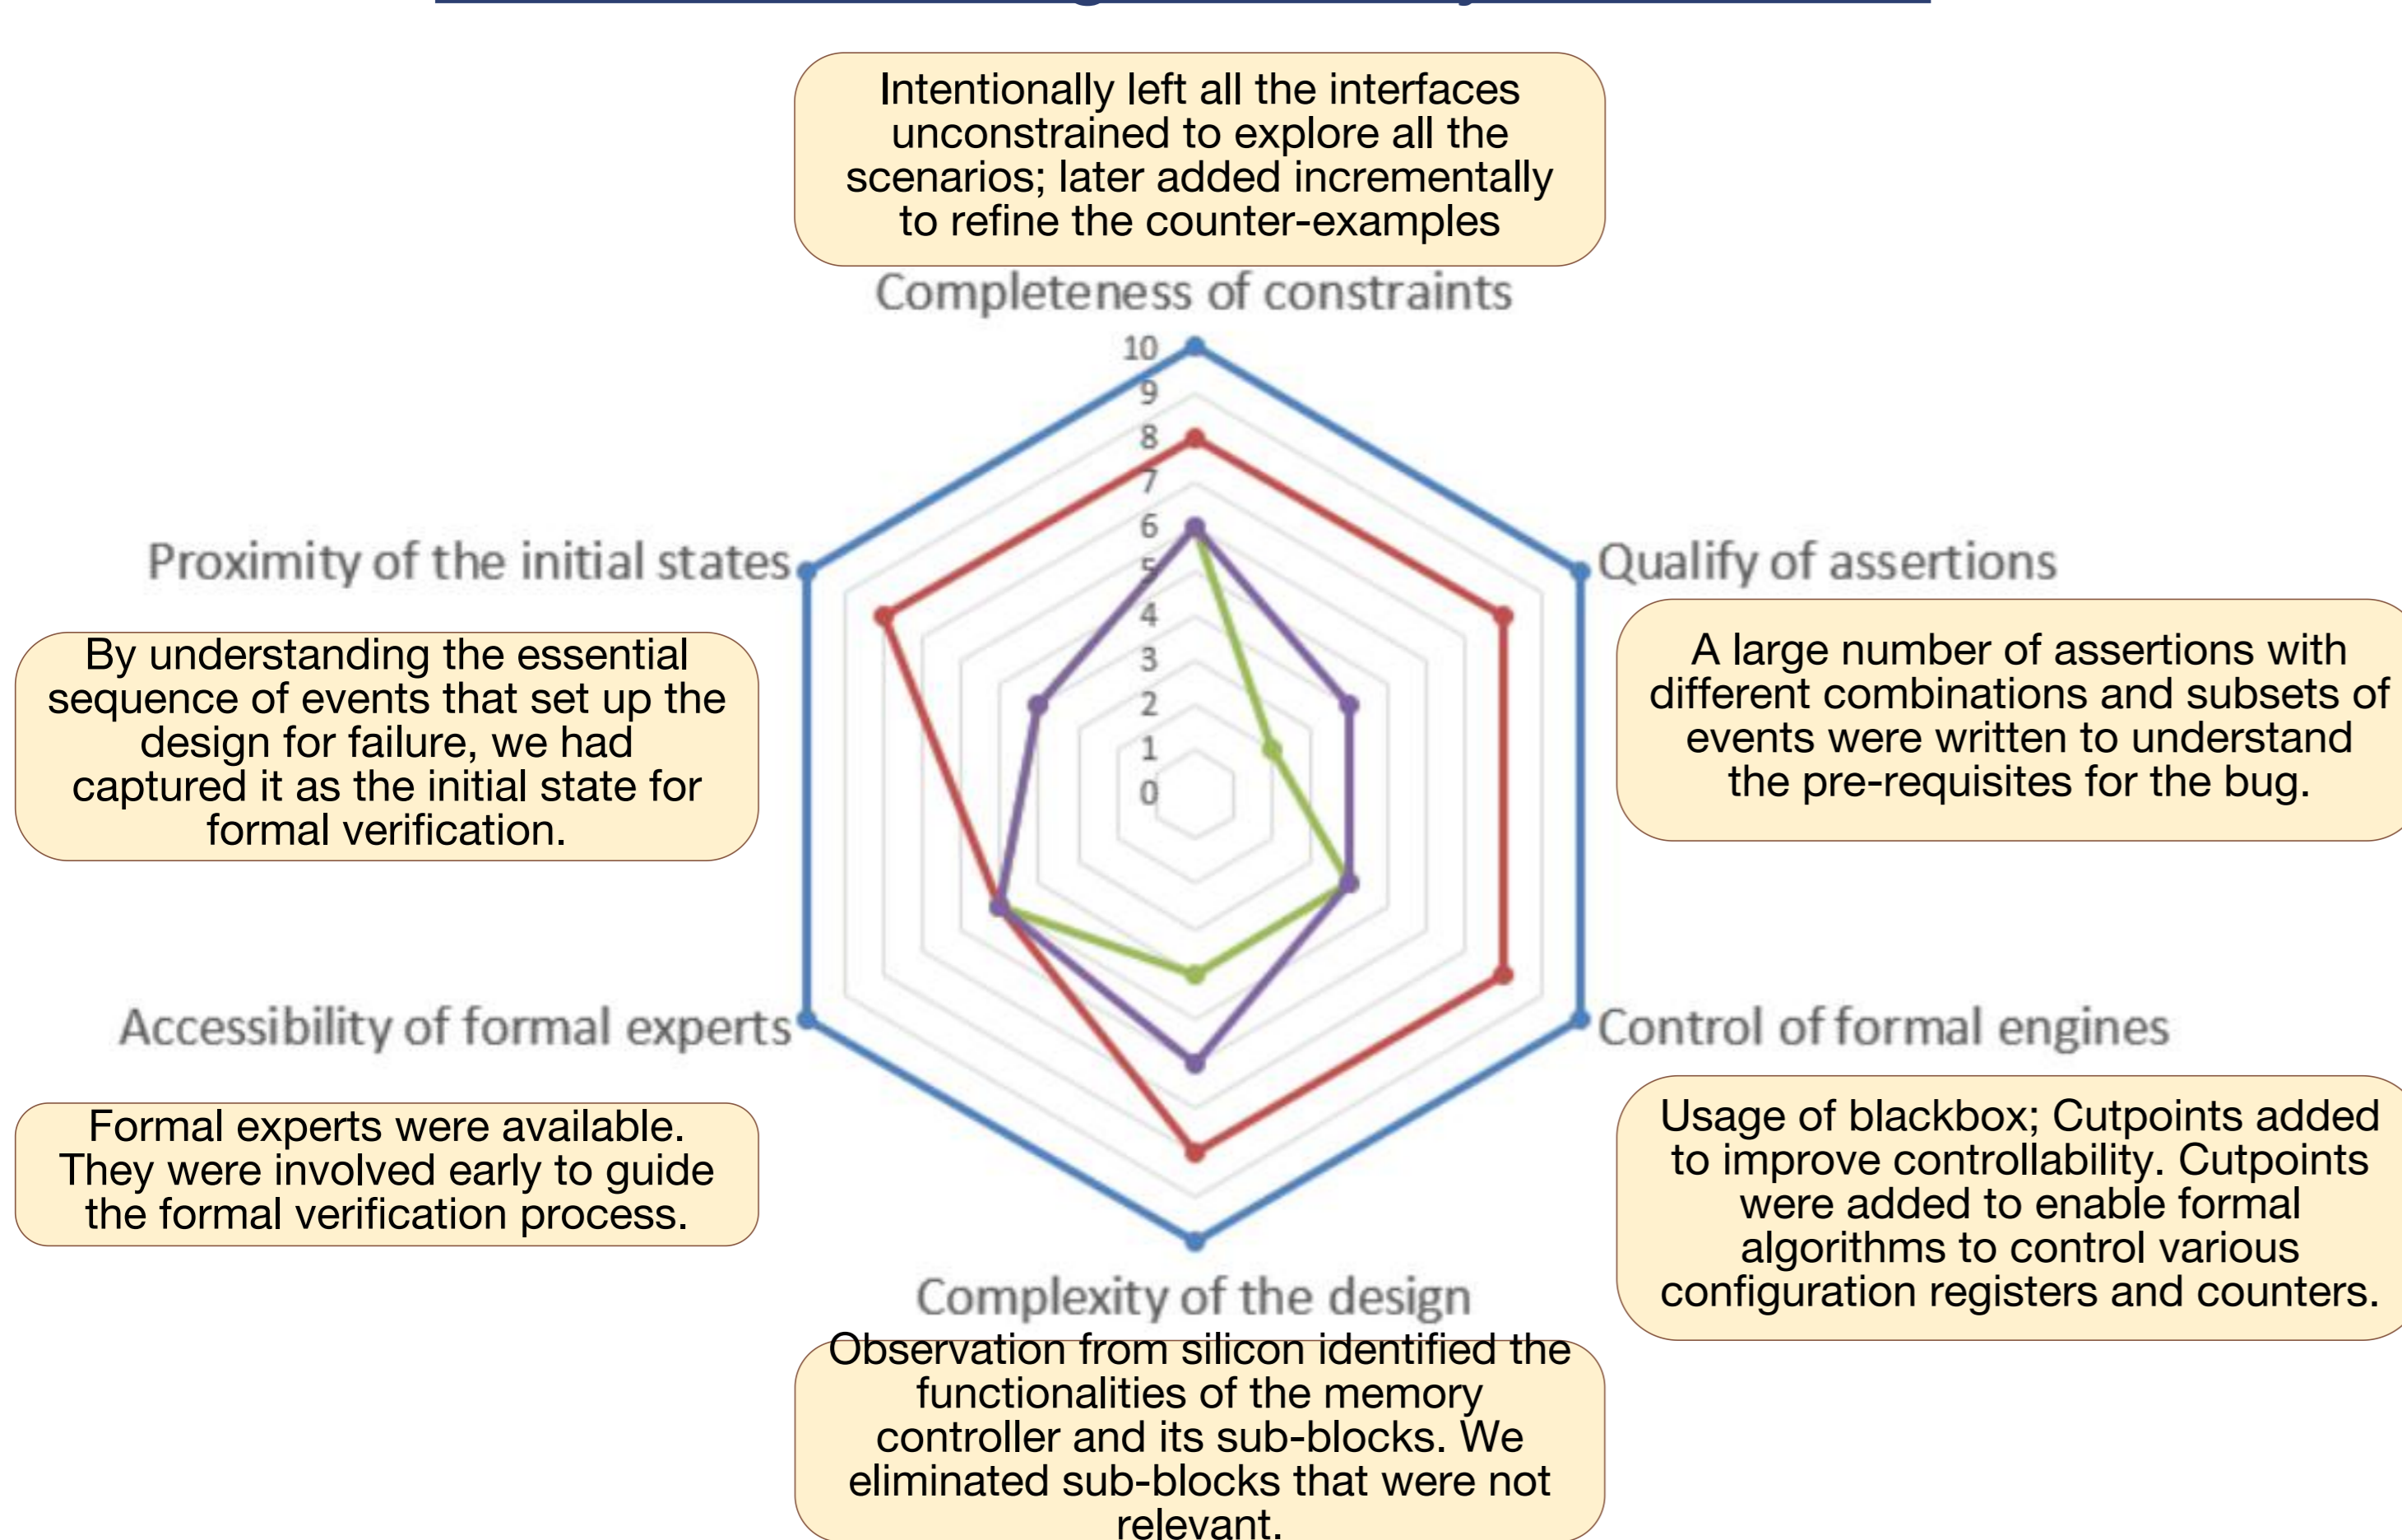 Intentionally left all the interfaces
unconstrained to explore all the
scenarios; later added incrementally
to refine the counter-examples
Completeness of constraints
10
9
8
7
6
5
4
3
2
1
0
Proximity of the initial states
By understanding the essential
sequence of events that set up the
design for failure, we had
captured it as the initial state for
formal verification.
Qualify of assertions
A large number of assertions with
different combinations and subsets of
events were written to understand
the pre-requisites for the bug.
Accessibility of formal experts
Formal experts were available.
They were involved early to guide
the formal verification process.
Control of formal engines
Usage of blackbox; Cutpoints added
to improve controllability. Cutpoints
were added to enable formal
algorithms to control various
configuration registers and counters.
Complexity of the design
Observation from silicon identified the
functionalities of the memory
controller and its sub-blocks. We
eliminated sub-blocks that were not
relevant.